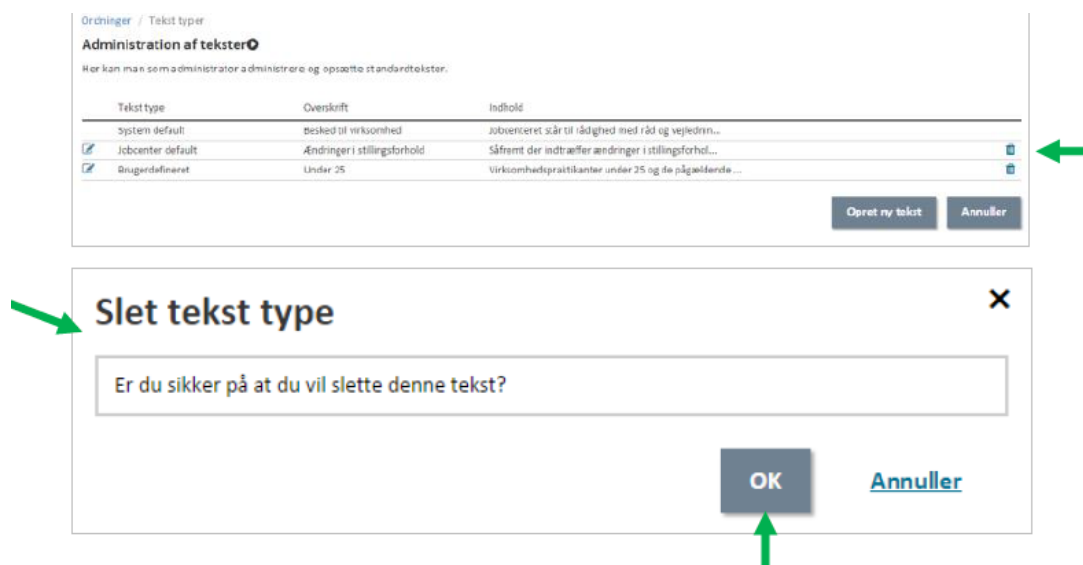 Ordninger / Tekst typer
Administration af tekster
Her kan man som administrator administrere og opsætte standardtekster.
Tekst type Overskrift Indhold
System default Besked til virksomhed Jobcenteret står til rådighed med råd og vejlednin...
Jobcenter default Ændringer i stillingsforhold Såfremt der indtræffer ændringer i stillingsforhol...
Brugerdefineret Under 25 Virksomhedspraktikanter under 25 og de pågældende ...
Opret ny tekst Annuller
Slet tekst type
Er du sikker på at du vil slette denne tekst?
OK Annuller